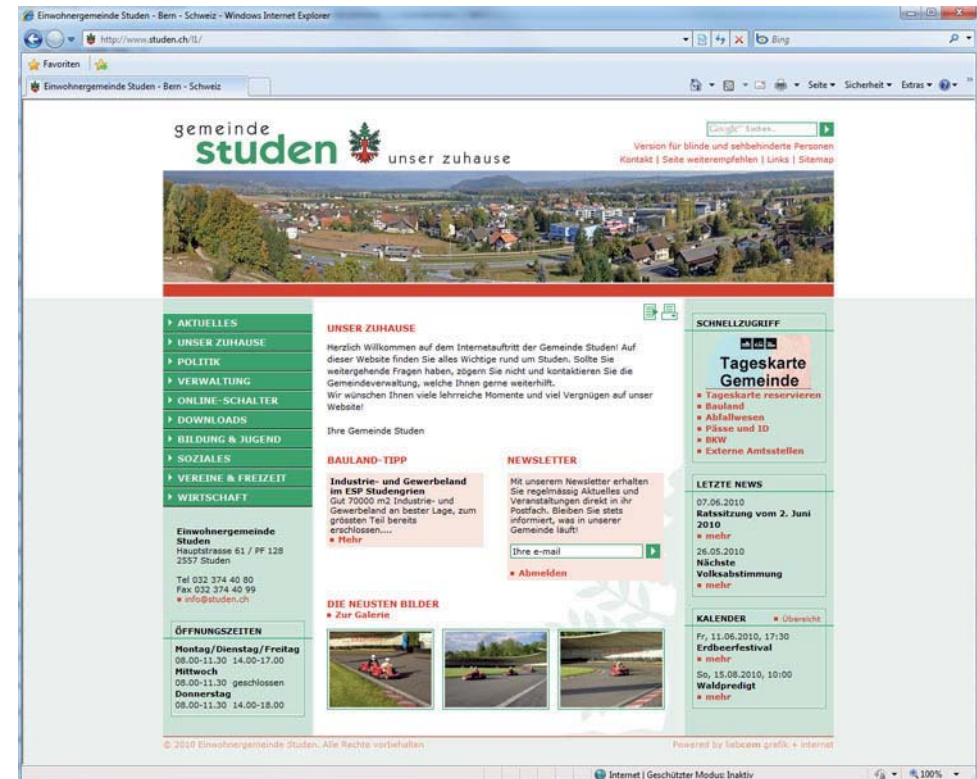 Einwohnergemeinde Studen - Bern - Schweiz - Windows Internet Explorer
http://www.studen.ch/l1/
Bing
Favoriten
Einwohnergemeinde Studen - Bern - Schweiz
Seite Sicherheit Extras
gemeinde
studen
unser zuhause
Google™ Suchen..
Version für blinde und sehbehinderte Personen
Kontakt | Seite weiterempfehlen | Links | Sitemap
AKTUELLES
UNSER ZUHAUSE
POLITIK
VERWALTUNG
ONLINE-SCHALTER
DOWNLOADS
BILDUNG & JUGEND
SOZIALES
VEREINE & FREIZEIT
WIRTSCHAFT
Einwohnergemeinde
Studen
Hauptstrasse 61 / PF 128
2557 Studen
Tel 032 374 40 80
Fax 032 374 40 99
info@studen.ch
ÖFFNUNGSZEITEN
Montag/Dienstag/Freitag
08.00-11.30 14.00-17.00
Mittwoch
08.00-11.30 geschlossen
Donnerstag
08.00-11.30 14.00-18.00
UNSER ZUHAUSE
Herzlich Willkommen auf dem Internetauftritt der Gemeinde Studen! Auf
dieser Website finden Sie alles Wichtige rund um Studen. Sollte Sie
weitergehende Fragen haben, zögern Sie nicht und kontaktieren Sie die
Gemeindeverwaltung, welche Ihnen gerne weiterhilft.
Wir wünschen Ihnen viele lehrreiche Momente und viel Vergnügen auf unser
Website!
Ihre Gemeinde Studen
BAULAND-TIPP
Industrie- und Gewerbeland
im ESP Studengrien
Gut 70000 m2 Industrie- und
Gewerbeland an bester Lage, zum
grössten Teil bereits
erschlossen....
Mehr
NEWSLETTER
Mit unserem Newsletter erhalten
Sie regelmässig Aktuelles und
Veranstaltungen direkt in ihr
Postfach. Bleiben Sie stets
informiert, was in unserer
Gemeinde läuft!
Ihre e-mail
Abmelden
DIE NEUSTEN BILDER
Zur Galerie
SCHNELLZUGRIFF
Tageskarte
Gemeinde
Tageskarte reservieren
Bauland
Abfallwesen
Pässe und ID
BKW
Externe Amtsstellen
LETZTE NEWS
07.06.2010
Ratssitzung vom 2. Juni
2010
mehr
26.05.2010
Nächste
Volksabstimmung
mehr
KALENDER Übersicht
Fr, 11.06.2010, 17:30
Erdbeerfestival
mehr
So, 15.08.2010, 10:00
Waldpredigt
mehr
© 2010 Einwohnergemeinde Studen. Alle Rechte vorbehalten
Powered by liebcom grafik + internet
Internet | Geschützter Modus: Inaktiv
100%